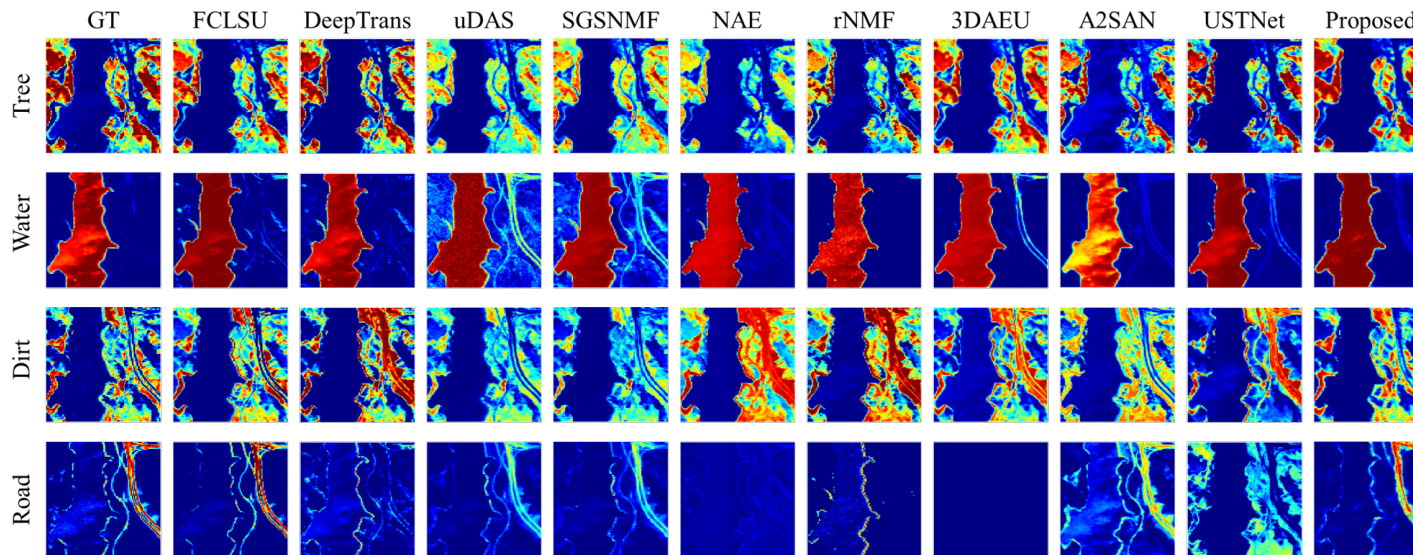 GT FCLSU DeepTrans uDAS SGSNMF NAE rNMF 3DAEU A2SAN USTNet Proposed
Tree
Water
Dirt
Road